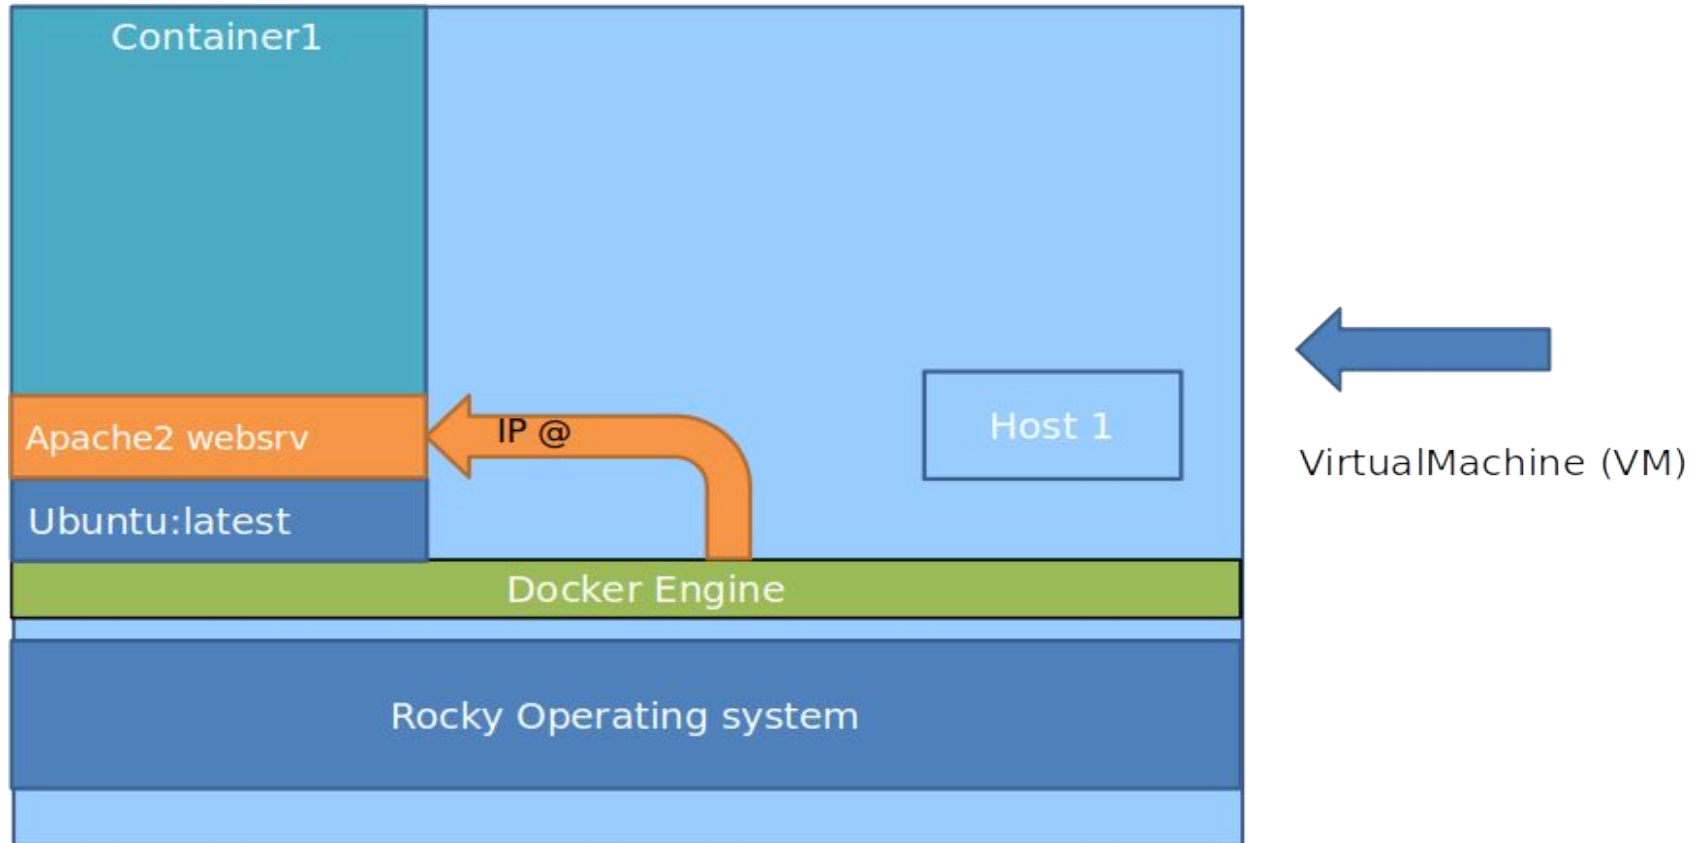 Container1
Apache2 websrv
IP @
Host 1
VirtualMachine (VM)
Ubuntu:latest
Docker Engine
Rocky Operating system